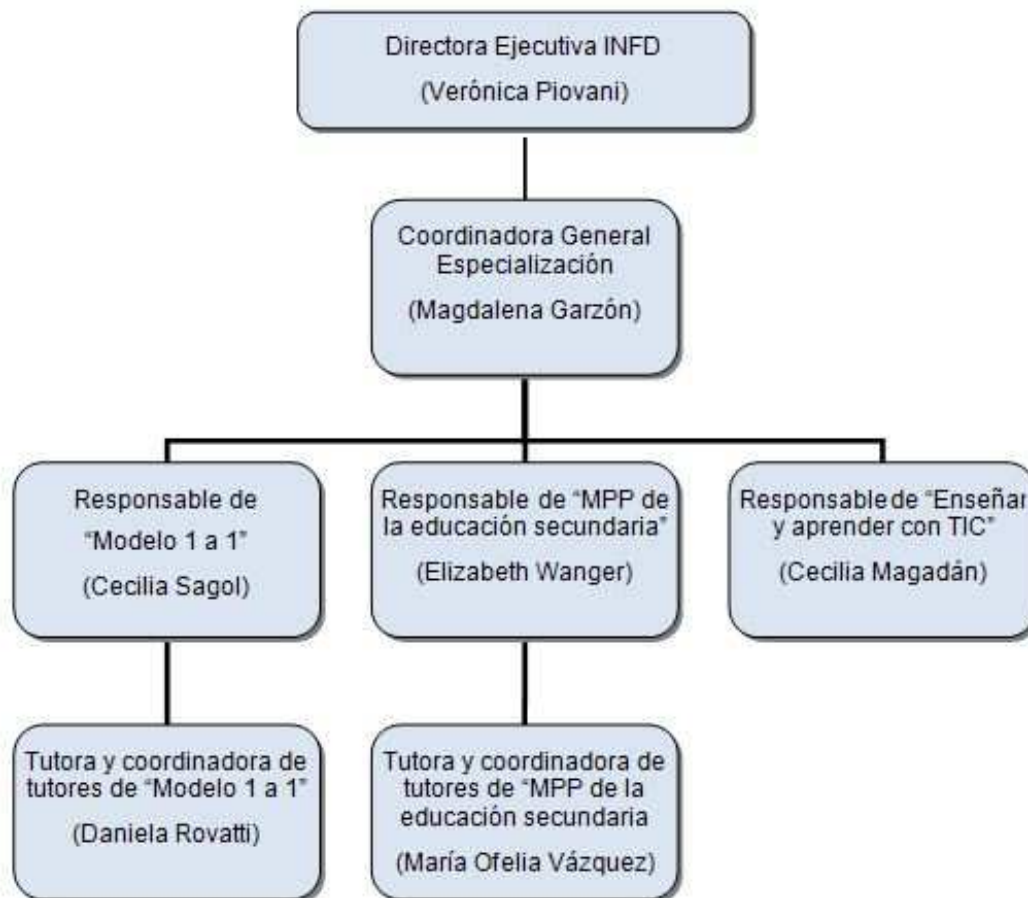 Directora Ejecutiva INFD
(Verónica Piovani)
Coordinadora General
Especialización
(Magdalena Garzón)
Responsable de
“Modelo 1 a 1”
(Cecilia Sagol)
Responsable de “MPP de
la educación secundaria”
(Elizabeth Wanger)
Responsable de “Enseñar
y aprender con TIC”
(Cecilia Magadán)
Tutora y coordinadora de
tutores de “Modelo 1 a 1”
(Daniela Rovatti)
Tutora y coordinadora de
tutores de “MPP de la
educación secundaria
(María Ofelia Vázquez)